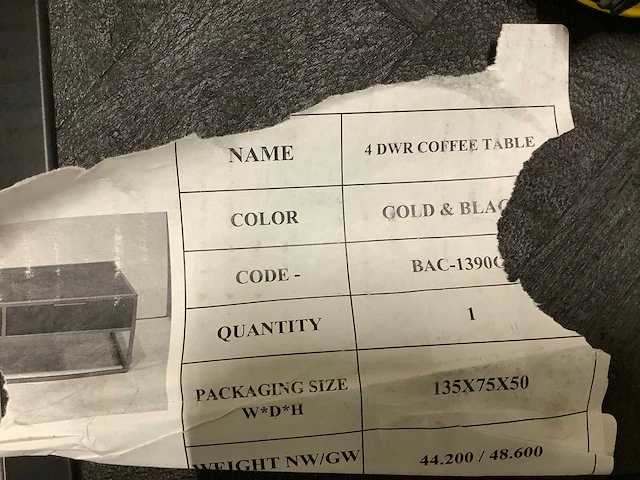 NAME 4 DWR COFFEE TABLE
COLOR GOLD & BLAC
CODE - BAC-1390
QUANTITY 1
PACKAGING SIZE 135X75X50
W*D*H
WEIGHT NW/GW 44.200 / 48.600